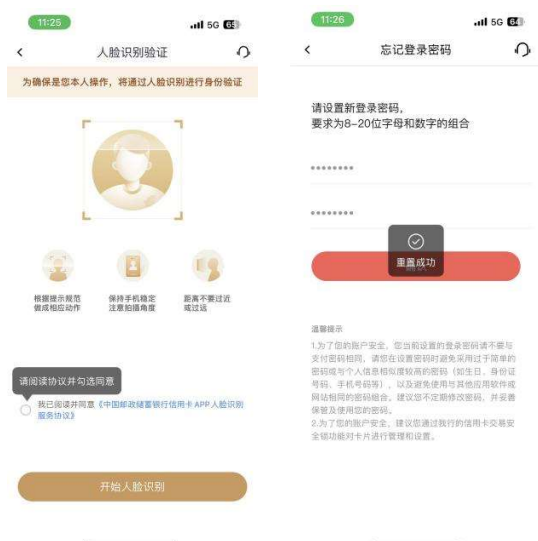 11:25
5G 65
人脸识别验证
为确保是您本人操作，将通过人脸识别进行身份验证
根据提示规范
做成相应动作
保持手机稳定
注意拍摄角度
距离不要过近
或过远
请阅读协议并勾选同意
我已阅读并同意《中国邮政储蓄银行信用卡APP人脸识别
服务协议》
开始人脸识别
11:26
5G 64
忘记登录密码
请设置新登录密码，
要求为8-20位字母和数字的组合
重置成功
温馨提示
1.为了您的账户安全，您当前设置的登录密码请不要与
支付密码相同，请您在设置密码时避免采用过于简单的
密码或与个人信息相似度较高的密码（如生日、身份证
号码、手机号码等），以及避免使用与其他应用软件或
网站相同的密码组合。建议您不定期修改密码，并妥善
保管及使用您的密码。
2.为了您的账户安全，建议您通过我行的信用卡交易安
全锁功能对卡片进行管理和设置。